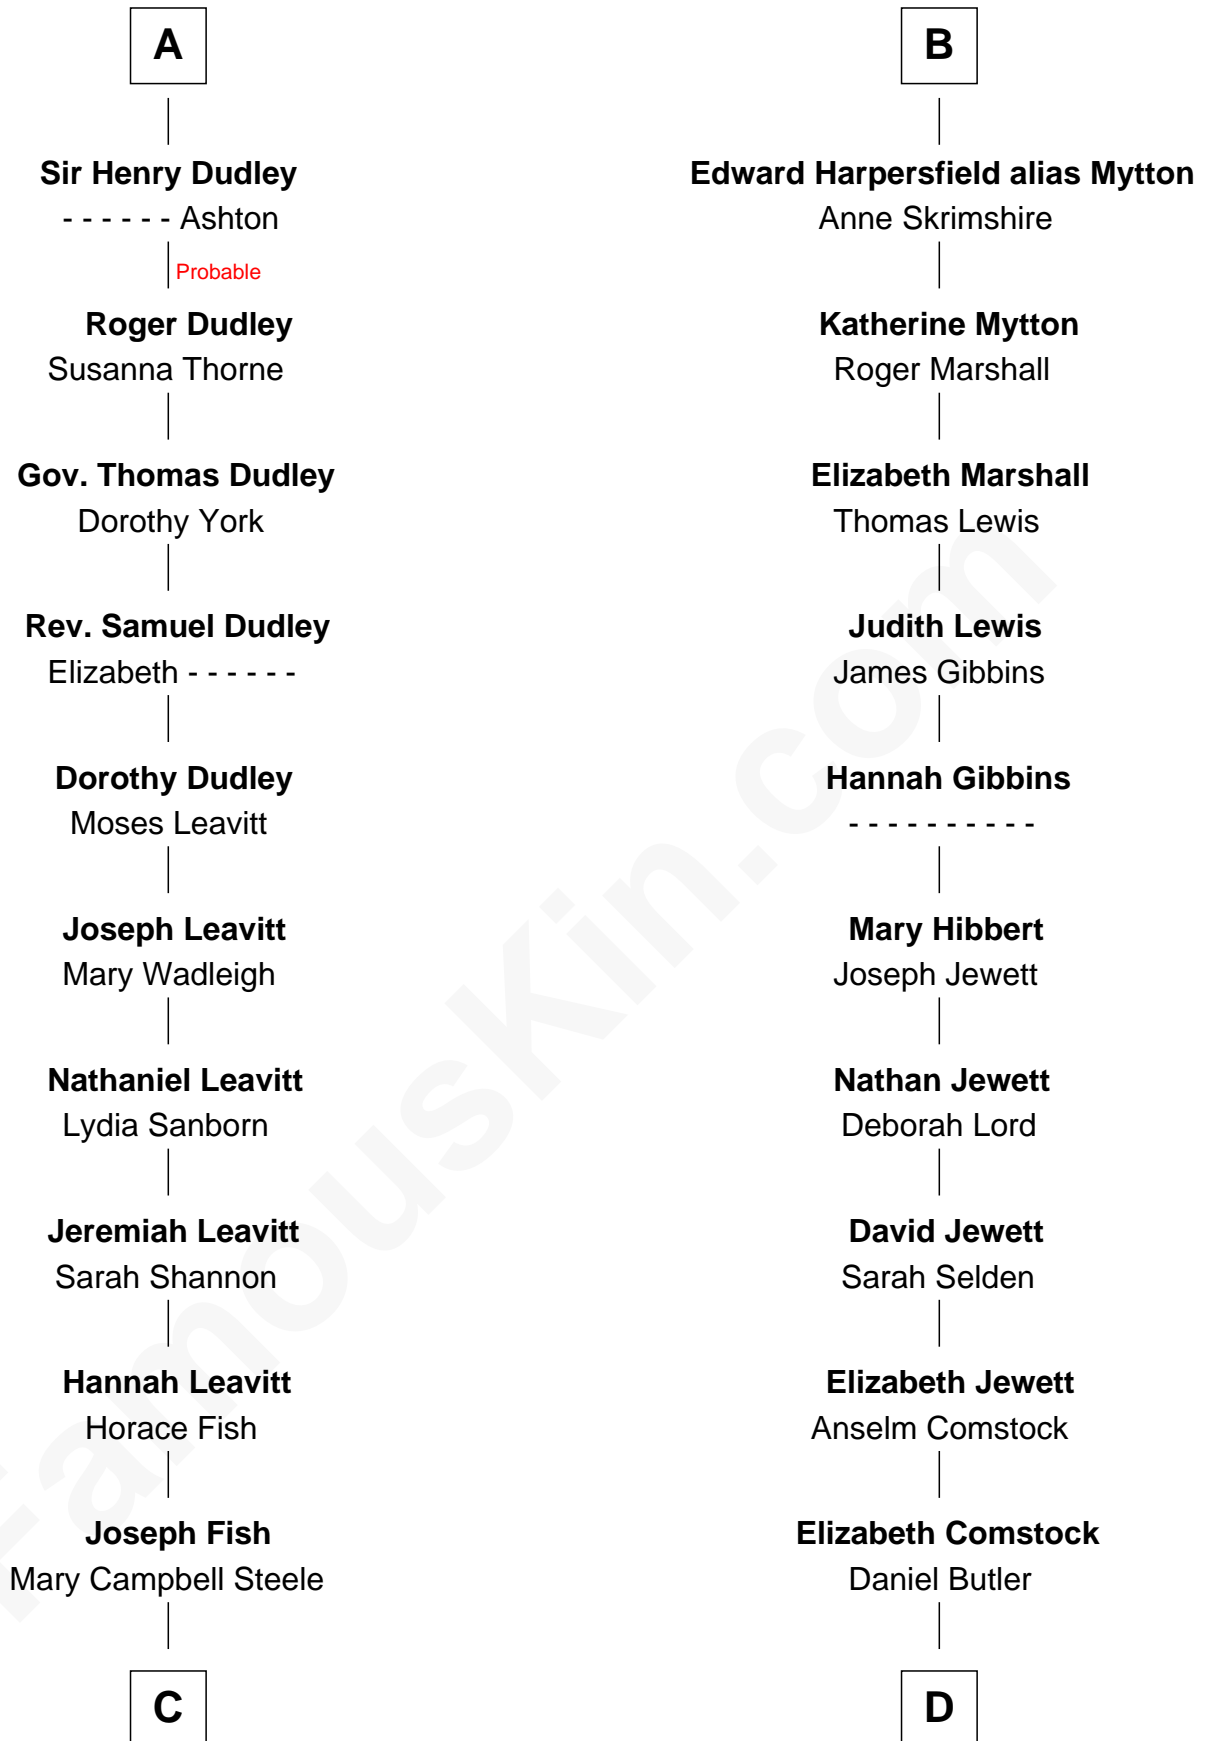 A
Sir Henry Dudley
- - - - - - Ashton
Probable
Roger Dudley
Susanna Thorne
Gov. Thomas Dudley
Dorothy York
Rev. Samuel Dudley
Elizabeth - - - - - -
Dorothy Dudley
Moses Leavitt
Joseph Leavitt
Mary Wadleigh
Nathaniel Leavitt
Lydia Sanborn
Jeremiah Leavitt
Sarah Shannon
Hannah Leavitt
Horace Fish
Joseph Fish
Mary Campbell Steele
C
B
Edward Harpersfield alias Mytton
Anne Skrimshire
Katherine Mytton
Roger Marshall
Elizabeth Marshall
Thomas Lewis
Judith Lewis
James Gibbins
Hannah Gibbins
- - - - - - - - - -
Mary Hibbert
Joseph Jewett
Nathan Jewett
Deborah Lord
David Jewett
Sarah Selden
Elizabeth Jewett
Anselm Comstock
Elizabeth Comstock
Daniel Butler
D
FamousKin.com